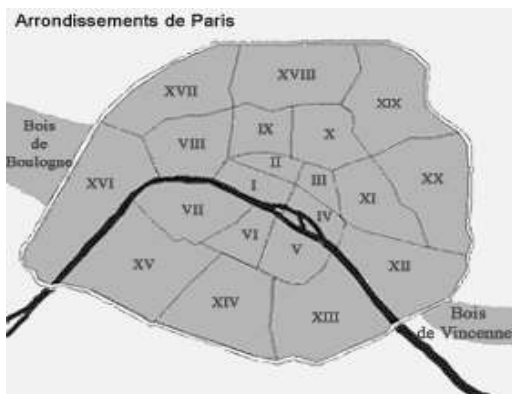 Arrondissements de Paris
XVIII
XVII
XIX
Bois
de
Boulogne
IX
X
VIII
II
III
XX
XVI
I
XI
IV
VII
VI
V
XV
XII
XIV
XIII
Bois
de Vincenne